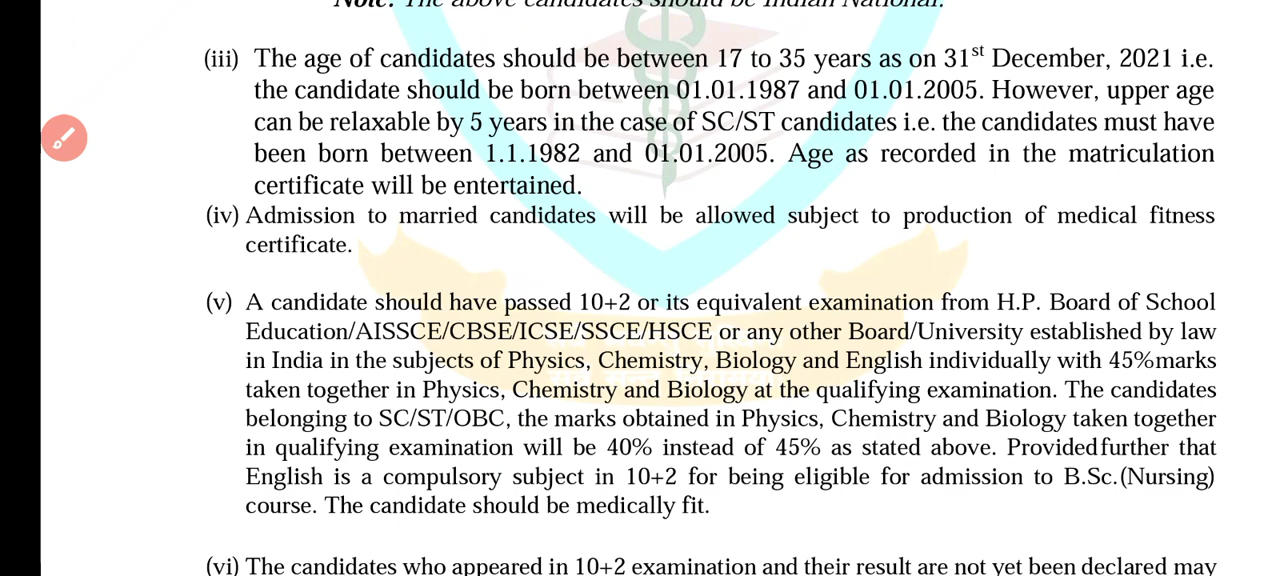 Note: The above candidates should be Indian National.
(iii) The age of candidates should be between 17 to 35 years as on 31st December, 2021 i.e.
the candidate should be born between 01.01.1987 and 01.01.2005. However, upper age
can be relaxable by 5 years in the case of SC/ST candidates i.e. the candidates must have
been born between 1.1.1982 and 01.01.2005. Age as recorded in the matriculation
certificate will be entertained.
(iv) Admission to married candidates will be allowed subject to production of medical fitness
certificate.
(v) A candidate should have passed 10+2 or its equivalent examination from H.P. Board of School
Education/AISSCE/CBSE/ICSE/SSCE/HSCE or any other Board/University established by law
in India in the subjects of Physics, Chemistry, Biology and English individually with 45%marks
taken together in Physics, Chemistry and Biology at the qualifying examination. The candidates
belonging to SC/ST/OBC, the marks obtained in Physics, Chemistry and Biology taken together
in qualifying examination will be 40% instead of 45% as stated above. Provided further that
English is a compulsory subject in 10+2 for being eligible for admission to B.Sc.(Nursing)
course. The candidate should be medically fit.
(vi) The candidates who appeared in 10+2 examination and their result are not yet been declared may